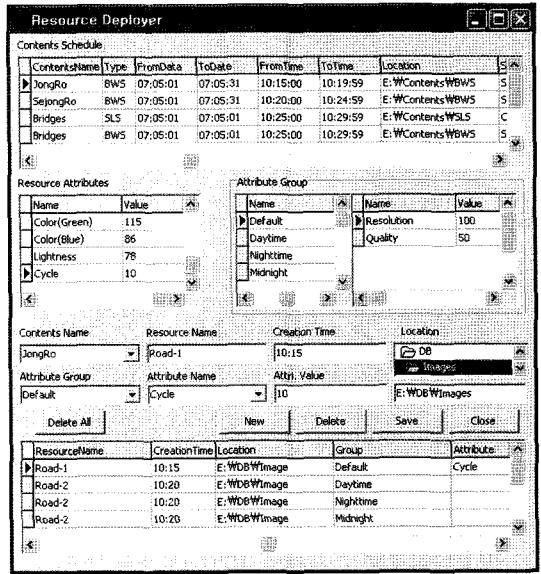 Resource Deployer
Contents Schedule
ContentsName Type FromData ToDate FromTime ToTime Location S
JongRo BWS 07:05:01 07:05:31 10:15:00 10:19:59 E:₩Contents₩BWS S
SejongRo BWS 07:05:01 07:05:31 10:20:00 10:24:59 E:₩Contents₩BWS S
Bridges SLS 07:05:01 07:05:01 10:25:00 10:29:59 E:₩Contents₩SLS C
Bridges BWS 07:05:01 07:05:01 10:25:00 10:29:59 E:₩Contents₩BWS S
Resource Attributes Attribute Group
Name Value Name Name Value
Color(Green) 115 Default Resolution 100
Color(Blue) 86 Daytime Quality 50
Lightness 78 Nighttime
Cycle 10 Midnight
Contents Name Resource Name Creation Time Location
JongRo Road-1 10:15 DB
Images
Attribute Group Attribute Name Attri. Value
Default Cycle 10 E:₩DB₩Images
Delete All New Delete Save Close
ResourceName CreationTime Location Group Attribute
Road-1 10:15 E:₩DB₩Image Default Cycle
Road-2 10:20 E:₩DB₩Image Daytime
Road-2 10:20 E:₩DB₩Image Nighttime
Road-2 10:20 E:₩DB₩Image Midnight